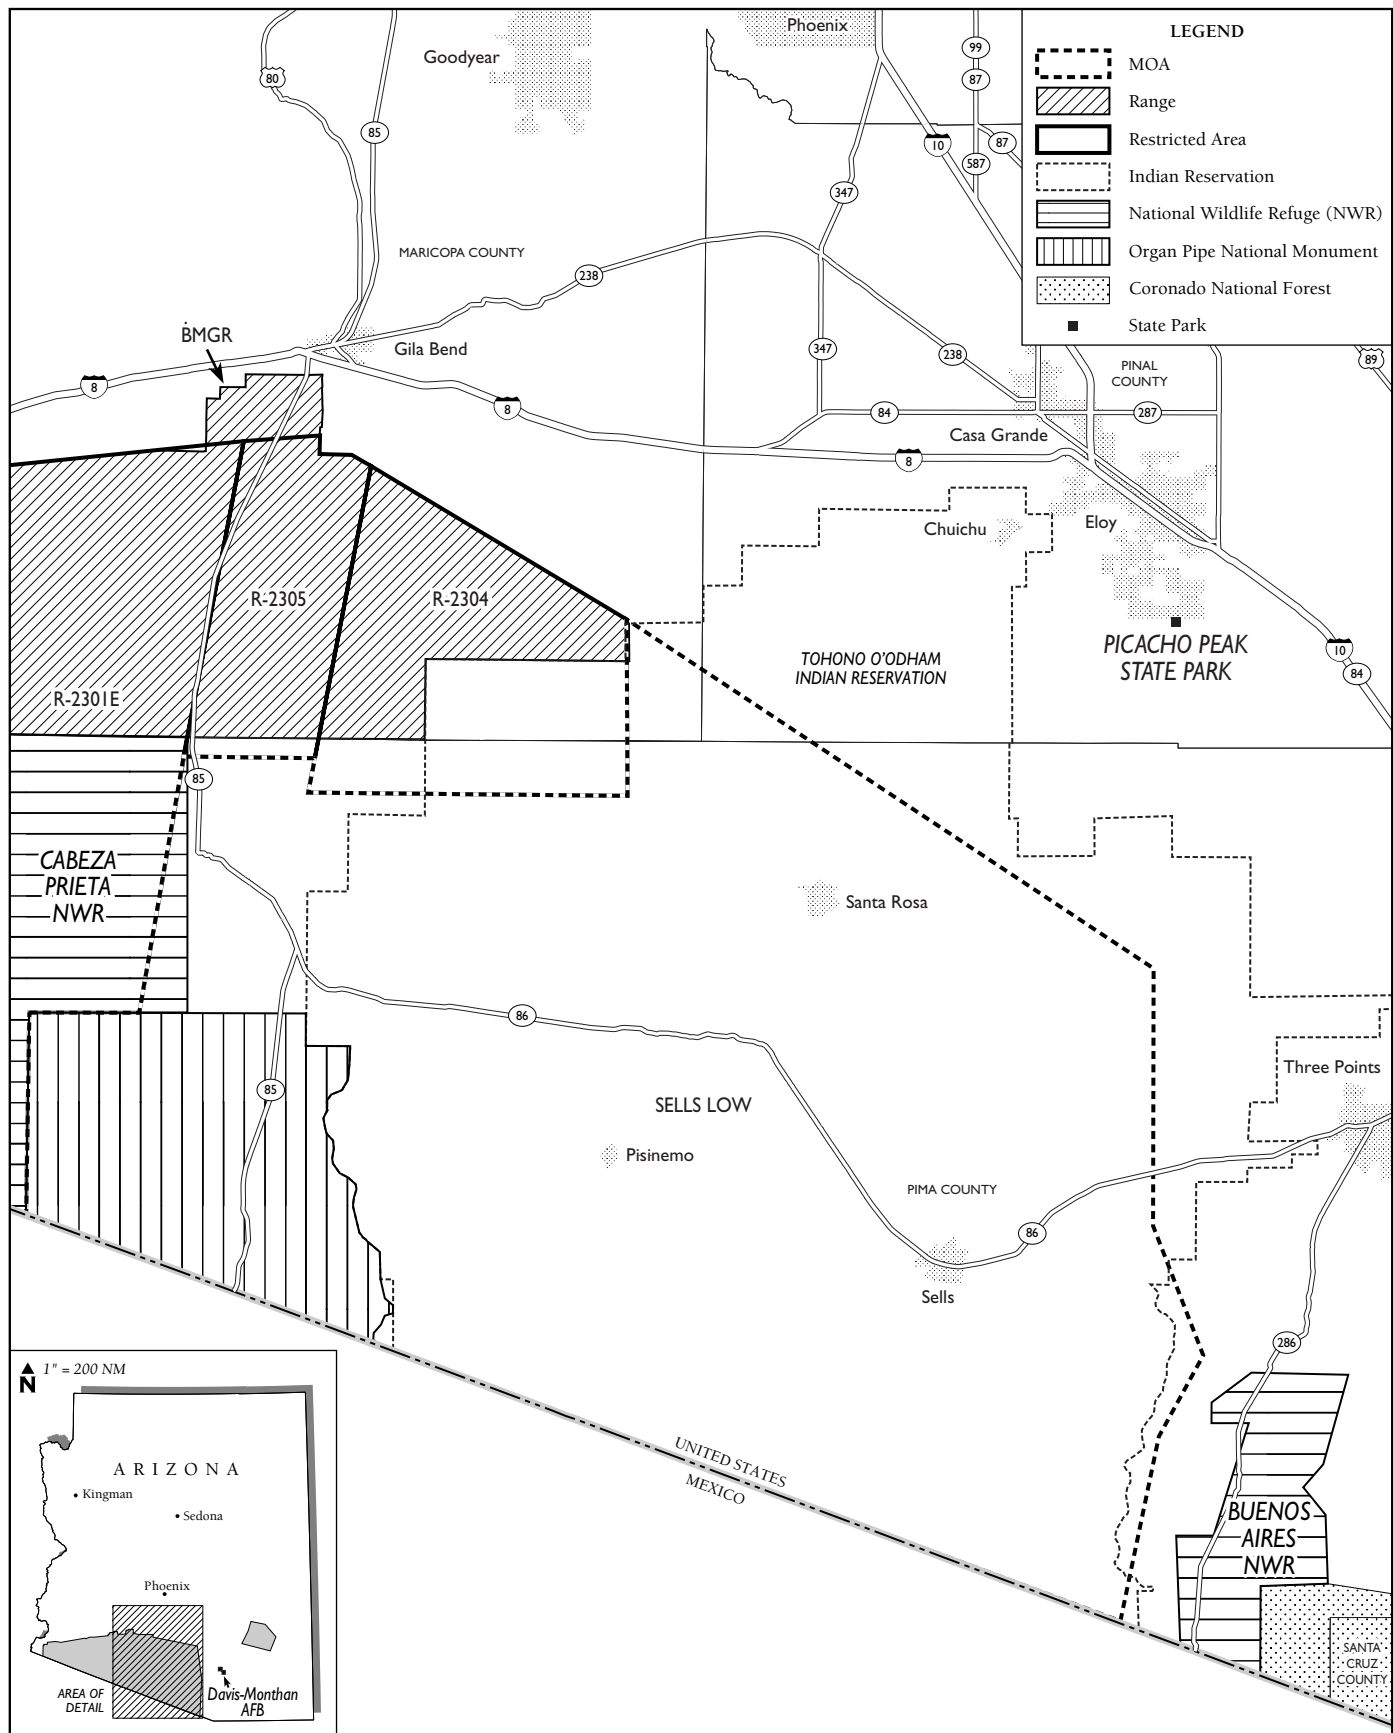 LEGEND
MOA
Range
Restricted Area
Indian Reservation
National Wildlife Refuge (NWR)
Organ Pipe National Monument
Coronado National Forest
State Park
Phoenix
Goodyear
80
85
99
87
10
87
587
347
MARICOPA COUNTY
238
BMGR
Gila Bend
347
238
PINAL
COUNTY
89
8
8
84
287
Casa Grande
8
Chuichu
Eloy
R-2305
R-2304
PICACHO PEAK
STATE PARK
10
84
TOHONO O'ODHAM
INDIAN RESERVATION
R-2301E
85
CABEZA
PRIETA
NWR
Santa Rosa
86
Three Points
85
SELLS LOW
Pisinemo
PIMA COUNTY
86
Sells
286
UNITED STATES
MEXICO
BUENOS
AIRES
NWR
SANTA
CRUZ
COUNTY
N
1" = 200 NM
ARIZONA
Kingman
Sedona
Phoenix
AREA OF
DETAIL
Davis-Monthan
AFB